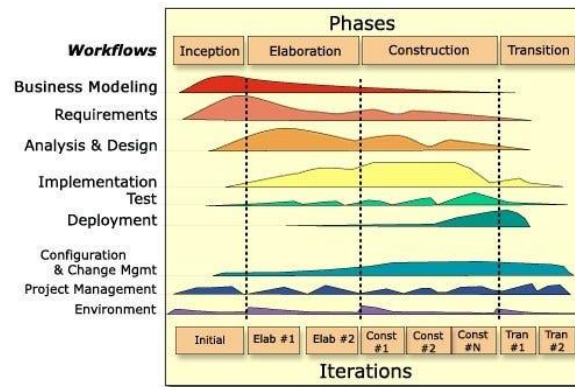 Phases
Workflows
Inception Elaboration Construction Transition
Business Modeling
Requirements
Analysis & Design
Implementation
Test
Deployment
Configuration
& Change Mgmt
Project Management
Environment
Initial Elab #1 Elab #2 Const #1 Const #2 Const #N Tran #1 Tran #2
Iterations